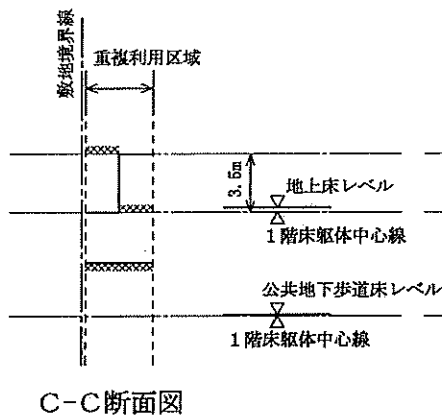 敷地境界線
重複利用区域
3.5m
地上床レベル
1階床躯体中心線
公共地下歩道床レベル
1階床躯体中心線
C-C断面図